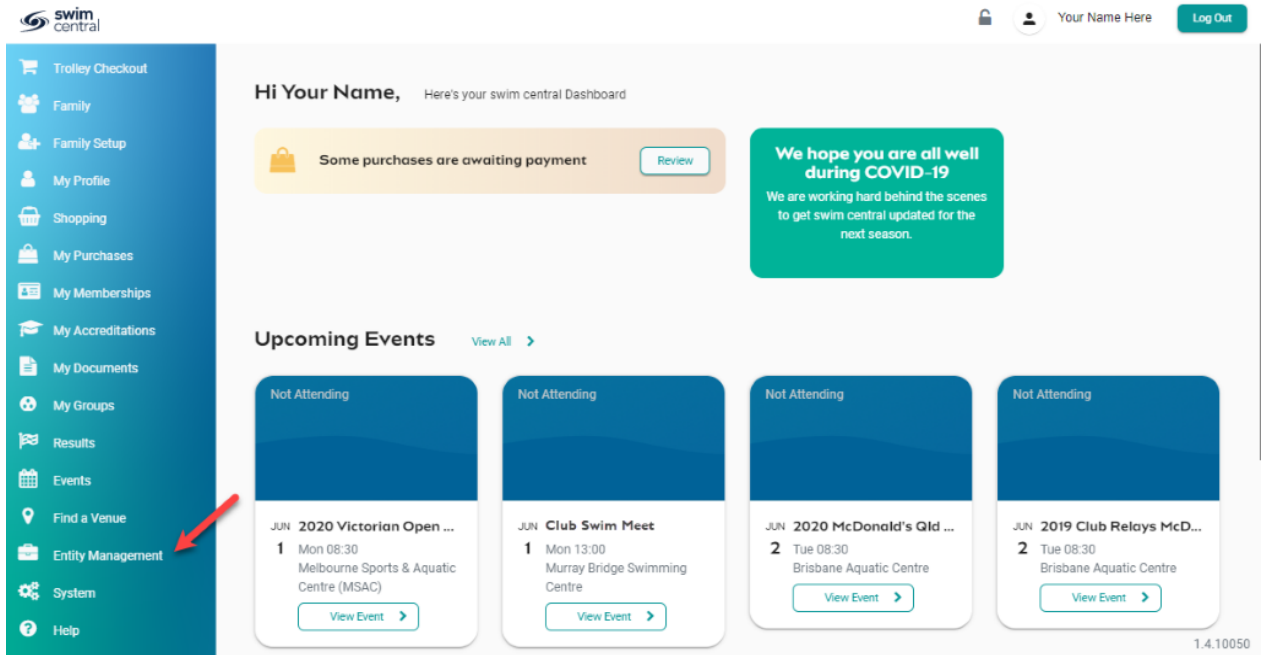 swim
central
Your Name Here
Log Out
Trolley Checkout
Family
Family Setup
My Profile
Shopping
My Purchases
My Memberships
My Accreditations
My Documents
My Groups
Results
Events
Find a Venue
Entity Management
System
Help
Hi Your Name,
Here's your swim central Dashboard
Some purchases are awaiting payment
Review
We hope you are all well
during COVID-19
We are working hard behind the scenes
to get swim central updated for the
next season.
Upcoming Events
View All
Not Attending
JUN 2020 Victorian Open ...
1 Mon 08:30
Melbourne Sports & Aquatic
Centre (MSAC)
View Event
Not Attending
JUN Club Swim Meet
1 Mon 13:00
Murray Bridge Swimming
Centre
View Event
Not Attending
JUN 2020 McDonald's Qld ...
2 Tue 08:30
Brisbane Aquatic Centre
View Event
Not Attending
JUN 2019 Club Relays McD...
2 Tue 08:30
Brisbane Aquatic Centre
View Event
1.4.10050